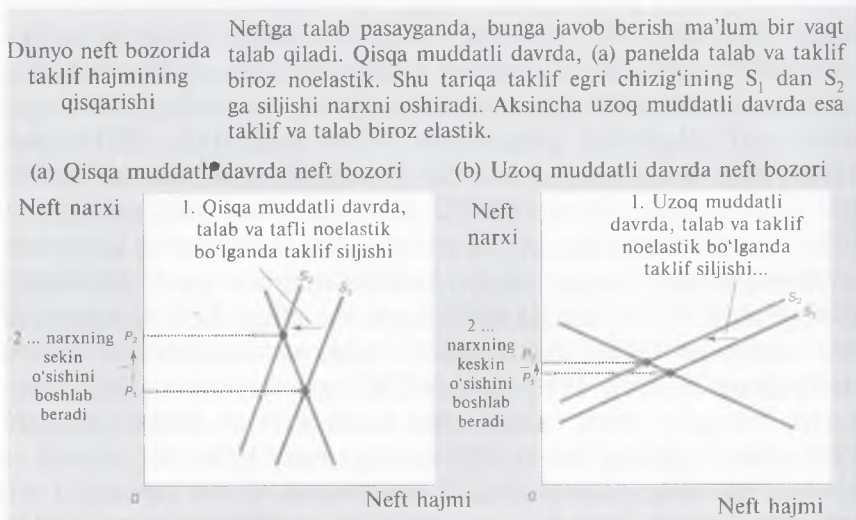 Dunyo neft bozorida
taklif hajmining
qisqarishi
Neftga talab pasayganda, bunga javob berish ma'lum bir vaqt
talab qiladi. Qisqa muddatli davrda, (a) panelda talab va taklif
biroz noelastik. Shu tariqa taklif egri chizig‘ining S₁ dan S₂
ga siljishi narxni oshiradi. Aksincha uzoq muddatli davrda esa
taklif va talab biroz elastik.
(a) Qisqa muddatli davrda neft bozori
Neft narxi
1. Qisqa muddatli davrda,
talab va tafli noelastik
bo‘lganda taklif siljishi
S₂
S₁
2 ... narxning
sekin
o‘sishini
boshlab
beradi
P₂
P₁
0
Neft hajmi
(b) Uzoq muddatli davrda neft bozori
Neft
narxi
1. Uzoq muddatli
davrda, talab va taklif
noelastik bo‘lganda
taklif siljishi...
S₂
S₁
2 ...
narxning
keskin
o‘sishini
boshlab
beradi
P₂
P₁
0
Neft hajmi